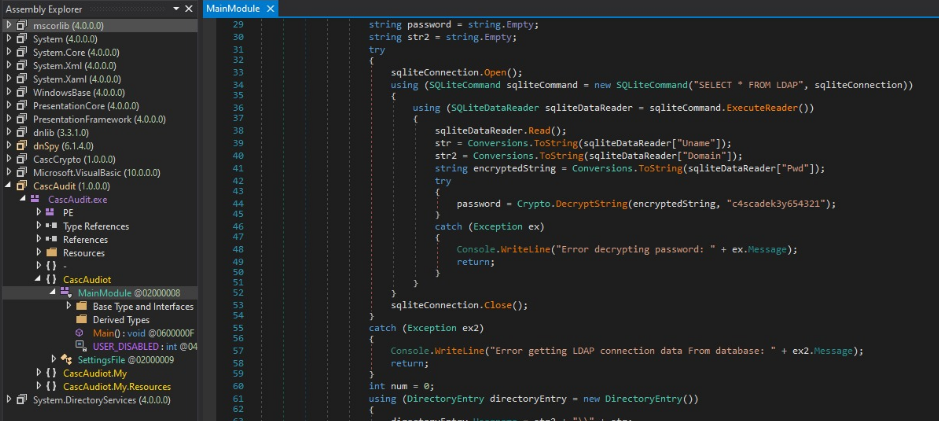 Assembly Explorer
mscorlib (4.0.0.0)
System (4.0.0.0)
System.Core (4.0.0.0)
System.Xml (4.0.0.0)
System.Xaml (4.0.0.0)
WindowsBase (4.0.0.0)
PresentationCore (4.0.0.0)
PresentationFramework (4.0.0.0)
dnlib (3.3.1.0)
dnSpy (6.1.4.0)
CascCrypto (1.0.0.0)
Microsoft.VisualBasic (10.0.0.0)
CascAudit (1.0.0.0)
CascAudit.exe
PE
Type References
References
Resources
{ } -
{ } CascAudiot
MainModule @02000008
Base Type and Interfaces
Derived Types
Main() : void @0600000F
USER_DISABLED : int @04
SettingsFile @02000009
{ } CascAudiot.My
{ } CascAudiot.My.Resources
System.DirectoryServices (4.0.0.0)
MainModule X
29 string password = string.Empty;
30 string str2 = string.Empty;
31 try
32 {
33 sqliteConnection.Open();
34 using (SQLiteCommand sqliteCommand = new SQLiteCommand("SELECT * FROM LDAP", sqliteConnection))
35 {
36 using (SQLiteDataReader sqliteDataReader = sqliteCommand.ExecuteReader())
37 {
38 sqliteDataReader.Read();
39 str = Conversions.ToString(sqliteDataReader["Uname"]);
40 str2 = Conversions.ToString(sqliteDataReader["Domain"]);
41 string encryptedString = Conversions.ToString(sqliteDataReader["Pwd"]);
42 try
43 {
44 password = Crypto.DecryptString(encryptedString, "c4scadek3y654321");
45 }
46 catch (Exception ex)
47 {
48 Console.WriteLine("Error decrypting password: " + ex.Message);
49 return;
50 }
51 }
52 }
53 sqliteConnection.Close();
54 }
55 catch (Exception ex2)
56 {
57 Console.WriteLine("Error getting LDAP connection data From database: " + ex2.Message);
58 return;
59 }
60 int num = 0;
61 using (DirectoryEntry directoryEntry = new DirectoryEntry())
62 {